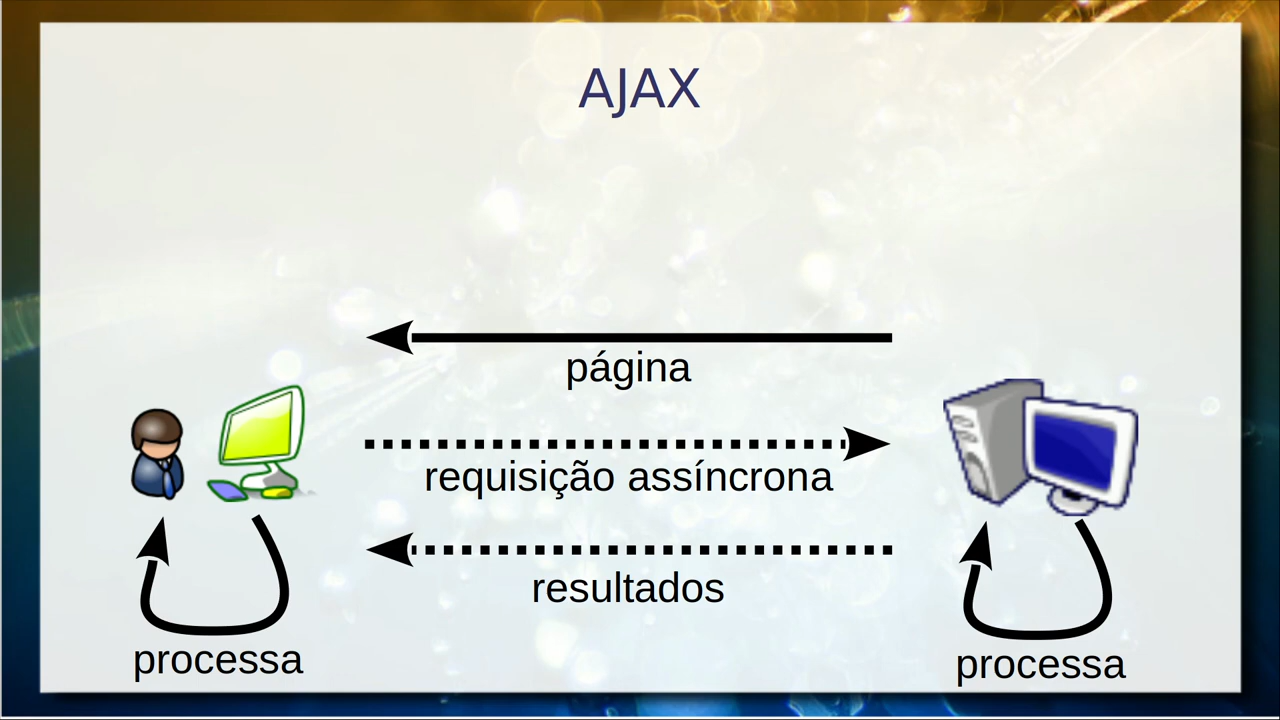 AJAX
página
requisição assíncrona
resultados
processa
processa